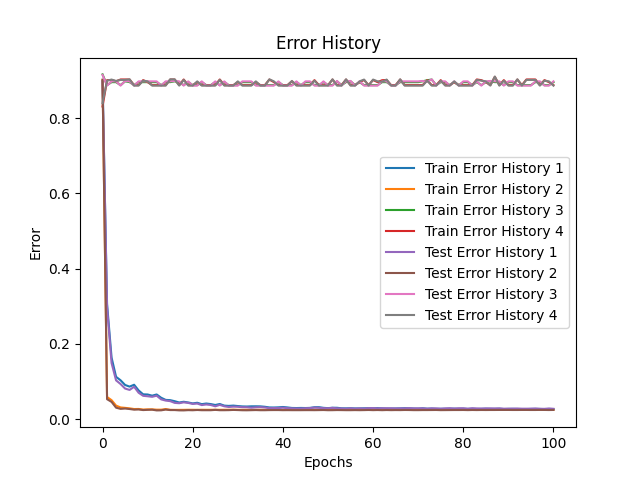 Error History
0.8
0.6
0.4
0.2
0.0
Error
Train Error History 1
Train Error History 2
Train Error History 3
Train Error History 4
Test Error History 1
Test Error History 2
Test Error History 3
Test Error History 4
0 20 40 60 80 100
Epochs